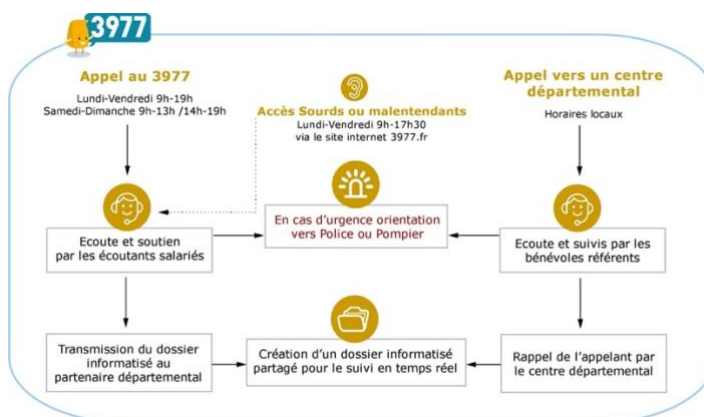 3977
Appel au 3977
Lundi-Vendredi 9h-19h
Samedi-Dimanche 9h-13h /14h-19h
Accès Sourds ou malentendants
Lundi-Vendredi 9h-17h30
via le site internet 3977.fr
Appel vers un centre
départemental
Horaires locaux
Ecoute et soutien
par les écoutants salariés
En cas d'urgence orientation
vers Police ou Pompier
Ecoute et suivis par les
bénévoles référents
Transmission du dossier
informatisé au
partenaire départemental
Création d'un dossier informatisé
partagé pour le suivi en temps réel
Rappel de l'appelant par
le centre départemental